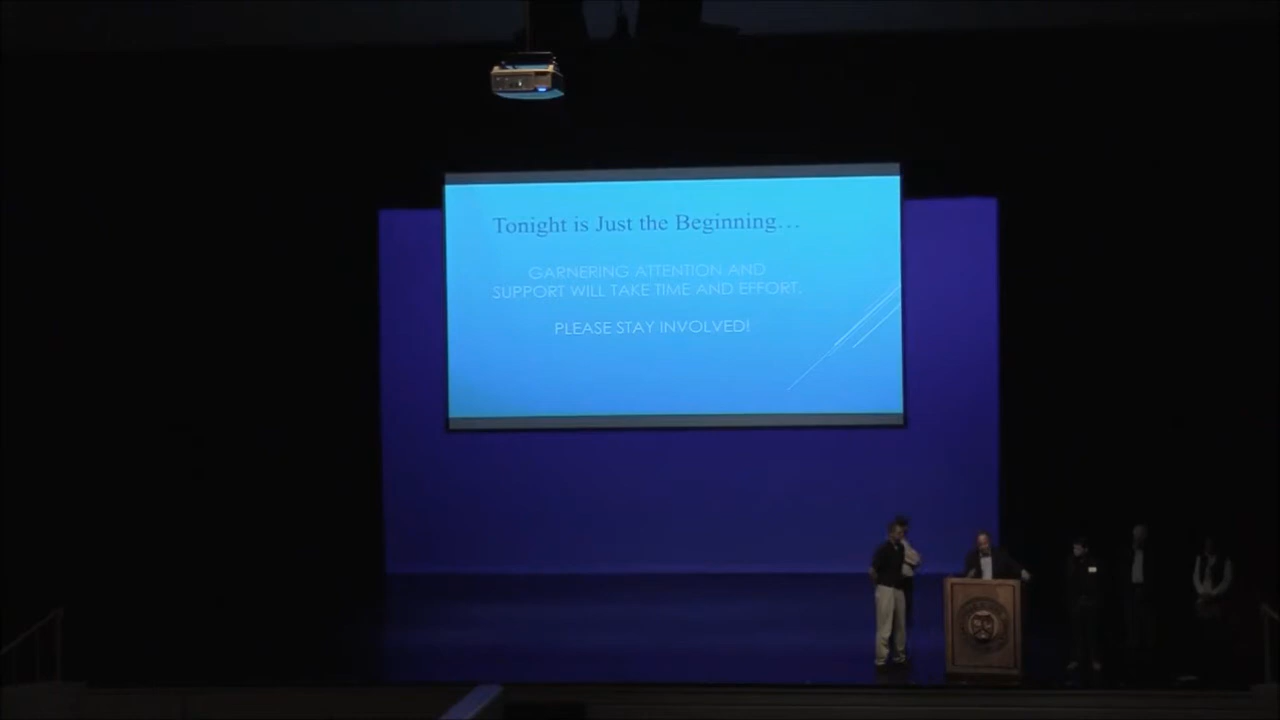 Tonight is Just the Beginning...
GARNERING ATTENTION AND
SUPPORT WILL TAKE TIME AND EFFORT.
PLEASE STAY INVOLVED!